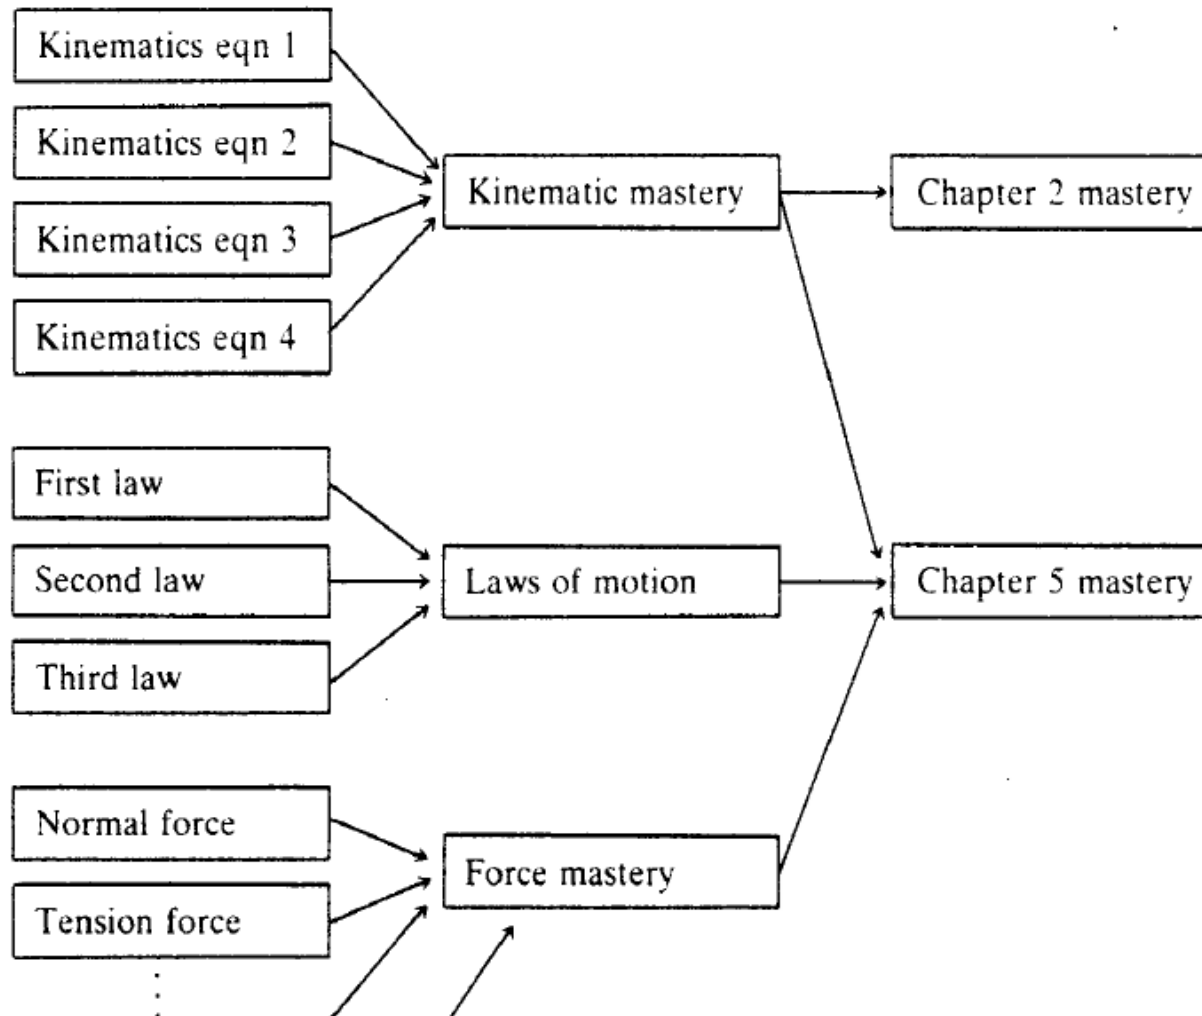 Kinematics eqn 1
Kinematics eqn 2
Kinematics eqn 3
Kinematics eqn 4
Kinematic mastery
Chapter 2 mastery
First law
Second law
Third law
Laws of motion
Chapter 5 mastery
Normal force
Tension force
Force mastery